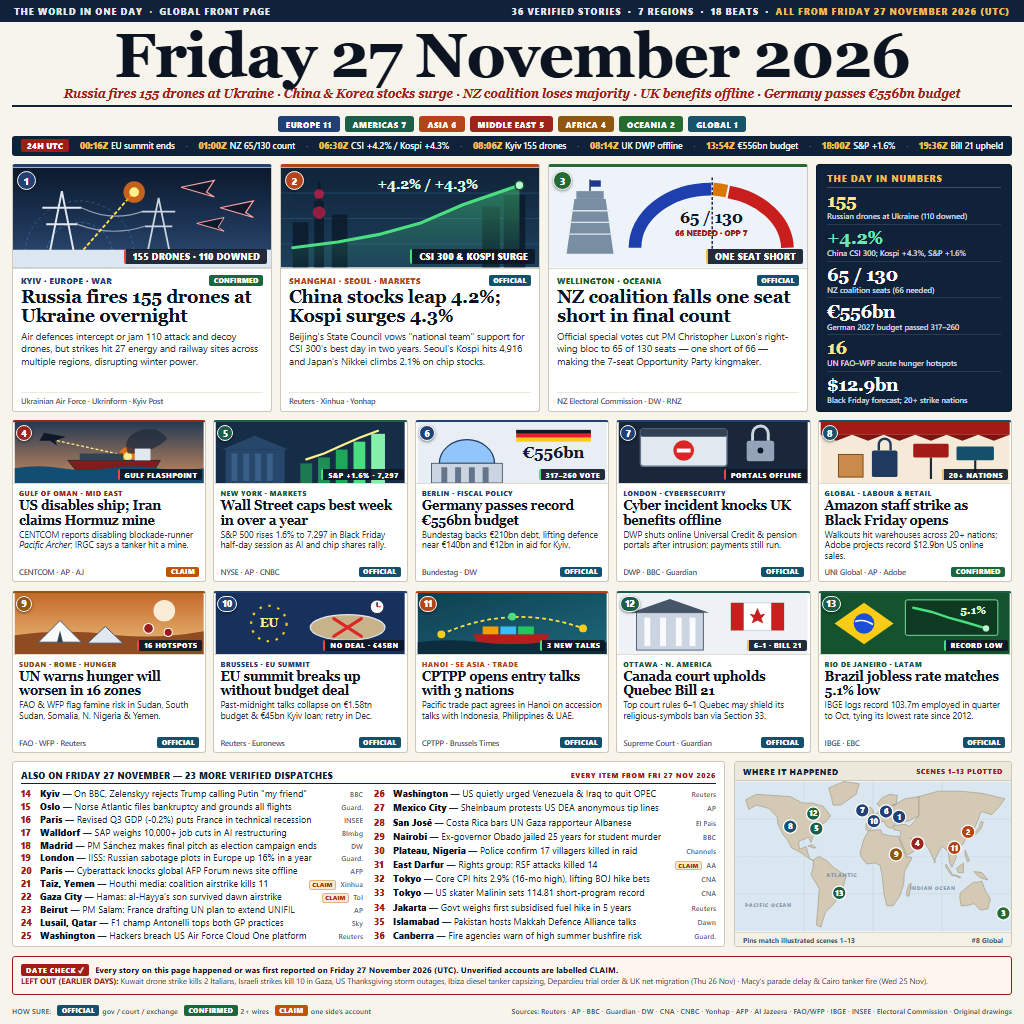 THE WORLD IN ONE DAY · GLOBAL FRONT PAGE
36 VERIFIED STORIES · 7 REGIONS · 18 BEATS · ALL FROM FRIDAY 27 NOVEMBER 2026 (UTC)
Friday 27 November 2026
Russia fires 155 drones at Ukraine · China & Korea stocks surge · NZ coalition loses majority · UK benefits offline · Germany passes €556bn budget
EUROPE 11
AMERICAS 7
ASIA 6
MIDDLE EAST 5
AFRICA 4
OCEANIA 2
GLOBAL 1
24H UTC
00:16Z EU summit ends · 01:00Z NZ 65/130 count · 06:30Z CSI +4.2% / Kospi +4.3% · 08:06Z Kyiv 155 drones · 08:14Z UK DWP offline · 13:54Z €556bn budget · 18:00Z S&P +1.6% · 19:36Z Bill 21 upheld
1
155 DRONES · 110 DOWNED
KYIV · EUROPE · WAR
CONFIRMED
Russia fires 155 drones at
Ukraine overnight
Air defences intercept or jam 110 attack and decoy
drones, but strikes hit 27 energy and railway sites across
multiple regions, disrupting winter power.
Ukrainian Air Force · Ukrinform · Kyiv Post
2
+4.2% / +4.3%
CSI 300 & KOSPI SURGE
SHANGHAI · SEOUL · MARKETS
OFFICIAL
China stocks leap 4.2%;
Kospi surges 4.3%
Beijing's State Council vows "national team" support for
CSI 300's best day in two years. Seoul's Kospi hits 4,916
and Japan's Nikkei climbs 2.1% on chip stocks.
Reuters · Xinhua · Yonhap
3
65 / 130
66 NEEDED · OPP 7
ONE SEAT SHORT
WELLINGTON · OCEANIA
OFFICIAL
NZ coalition falls one seat
short in final count
Official special votes cut PM Christopher Luxon's right-
wing bloc to 65 of 130 seats — one short of 66 —
making the 7-seat Opportunity Party kingmaker.
NZ Electoral Commission · DW · RNZ
THE DAY IN NUMBERS
155
Russian drones at Ukraine (110 downed)
+4.2%
China CSI 300; Kospi +4.3%, S&P +1.6%
65 / 130
NZ coalition seats (66 needed)
€556bn
German 2027 budget passed 317–260
16
UN FAO–WFP acute hunger hotspots
$12.9bn
Black Friday forecast; 20+ strike nations
4
GULF FLASHPOINT
GULF OF OMAN · MID EAST
US disables ship; Iran
claims Hormuz mine
CENTCOM reports disabling blockade-runner
Pacific Archer; IRGC says a tanker hit a mine.
CENTCOM · AP · AJ
CLAIM
5
S&P +1.6% · 7,297
NEW YORK · MARKETS
Wall Street caps best week
in over a year
S&P 500 rises 1.6% to 7,297 in Black Friday
half-day session as AI and chip shares rally.
NYSE · AP · CNBC
OFFICIAL
6
€556bn
317–260 VOTE
BERLIN · FISCAL POLICY
Germany passes record
€556bn budget
Bundestag backs €210bn debt, lifting defence
near €140bn and €12bn in aid for Kyiv.
Bundestag · DW
OFFICIAL
7
PORTALS OFFLINE
LONDON · CYBERSECURITY
Cyber incident knocks UK
benefits offline
DWP shuts online Universal Credit & pension
portals after intrusion; payments still run.
DWP · BBC · Guardian
OFFICIAL
8
20+ NATIONS
GLOBAL · LABOUR & RETAIL
Amazon staff strike as
Black Friday opens
Walkouts hit warehouses across 20+ nations;
Adobe projects record $12.9bn US online
sales.
UNI Global · AP · Adobe
CONFIRMED
9
16 HOTSPOTS
SUDAN · ROME · HUNGER
UN warns hunger will
worsen in 16 zones
FAO & WFP flag famine risk in Sudan, South
Sudan, Somalia, N. Nigeria & Yemen.
FAO · WFP · Reuters
OFFICIAL
10
EU
NO DEAL · €45BN
BRUSSELS · EU SUMMIT
EU summit breaks up
without budget deal
Past-midnight talks collapse on €1.58tn
budget & €45bn Kyiv loan; retry in Dec.
Reuters · Euronews
OFFICIAL
11
3 NEW TALKS
HANOI · SE ASIA · TRADE
CPTPP opens entry talks
with 3 nations
Pacific trade pact agrees in Hanoi on accession
talks with Indonesia, Philippines & UAE.
CPTPP · Brussels Times
OFFICIAL
12
6–1 · BILL 21
OTTAWA · N. AMERICA
Canada court upholds
Quebec Bill 21
Top court rules 6–1 Quebec may shield its
religious-symbols ban via Section 33.
Supreme Court · Guardian
OFFICIAL
13
5.1%
RECORD LOW
RIO DE JANEIRO · LATAM
Brazil jobless rate matches
5.1% low
IBGE logs record 103.7m employed in quarter
to Oct, tying its lowest rate since 2012.
IBGE · EBC
OFFICIAL
ALSO ON FRIDAY 27 NOVEMBER — 23 MORE VERIFIED DISPATCHES
EVERY ITEM FROM FRI 27 NOV 2026
14 Kyiv — On BBC, Zelenskyy rejects Trump calling Putin "my friend" BBC
15 Oslo — Norse Atlantic files bankruptcy and grounds all flights Guard.
16 Paris — Revised Q3 GDP (-0.2%) puts France in technical recession INSEE
17 Walldorf — SAP weighs 10,000+ job cuts in AI restructuring Blmbg
18 Madrid — PM Sánchez makes final pitch as election campaign ends DW
19 London — IISS: Russian sabotage plots in Europe up 16% in a year Guard.
20 Paris — Cyberattack knocks global AFP Forum news site offline AFP
21 Taiz, Yemen — Houthi media: coalition airstrike kills 11 CLAIM Xinhua
22 Gaza City — Hamas: al-Hayya's son survived dawn airstrike CLAIM ToI
23 Beirut — PM Salam: France drafting UN plan to extend UNIFIL AP
24 Lusail, Qatar — F1 champ Antonelli tops both GP practices Sky
25 Washington — Hackers breach US Air Force Cloud One platform Reuters
26 Washington — US quietly urged Venezuela & Iraq to quit OPEC Reuters
27 Mexico City — Sheinbaum protests US DEA anonymous tip lines AP
28 San José — Costa Rica bars UN Gaza rapporteur Albanese El País
29 Nairobi — Ex-governor Obado jailed 25 years for student murder BBC
30 Plateau, Nigeria — Police confirm 17 villagers killed in raid Channels
31 East Darfur — Rights group: RSF attacks killed 14 CLAIM AA
32 Tokyo — Core CPI hits 2.9% (16-mo high), lifting BOJ hike bets CNA
33 Tokyo — US skater Malinin sets 114.81 short-program record CNA
34 Jakarta — Govt weighs first subsidised fuel hike in 5 years Reuters
35 Islamabad — Pakistan hosts Makkah Defence Alliance talks Dawn
36 Canberra — Fire agencies warn of high summer bushfire risk Guard.
WHERE IT HAPPENED
SCENES 1–13 PLOTTED
12
8
5
7
6
1
10
2
4
11
9
13
3
ATLANTIC
INDIAN OCEAN
PACIFIC OCEAN
Pins match illustrated scenes 1–13
#8 Global
DATE CHECK ✓
Every story on this page happened or was first reported on Friday 27 November 2026 (UTC). Unverified accounts are labelled CLAIM.
LEFT OUT (EARLIER DAYS): Kuwait drone strike kills 2 Italians, Israeli strikes kill 10 in Gaza, US Thanksgiving storm outages, Ibiza diesel tanker capsizing, Depardieu trial order & UK net migration (Thu 26 Nov) · Macy's parade delay & Cairo tanker fire (Wed 25 Nov).
HOW SURE: OFFICIAL gov / court / exchange CONFIRMED 2+ wires CLAIM one side's account
Sources: Reuters · AP · BBC · Guardian · DW · CNA · CNBC · Yonhap · AFP · Al Jazeera · FAO/WFP · IBGE · INSEE · Electoral Commission · Original drawings